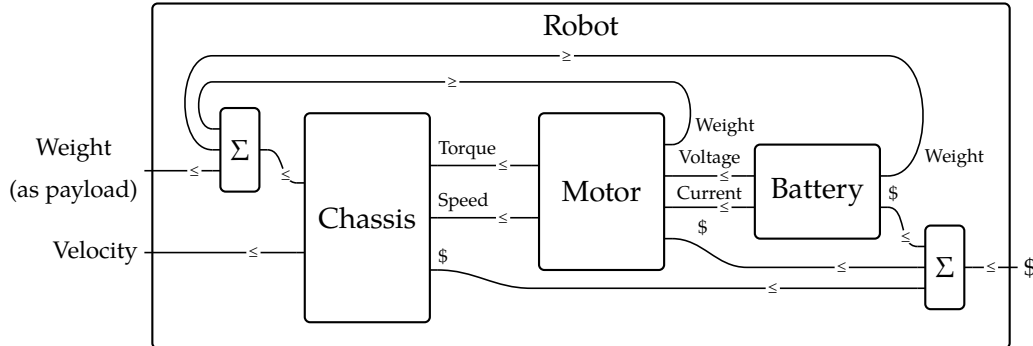 Robot
≥
≥
Weight
(as payload)
≤
Σ
≤
Chassis
Torque
≤
Speed
≤
Motor
Weight
Voltage
≤
Current
≤
Battery
Weight
$
$
≤
Velocity
≤
$
≤
≤
Σ
≤
$